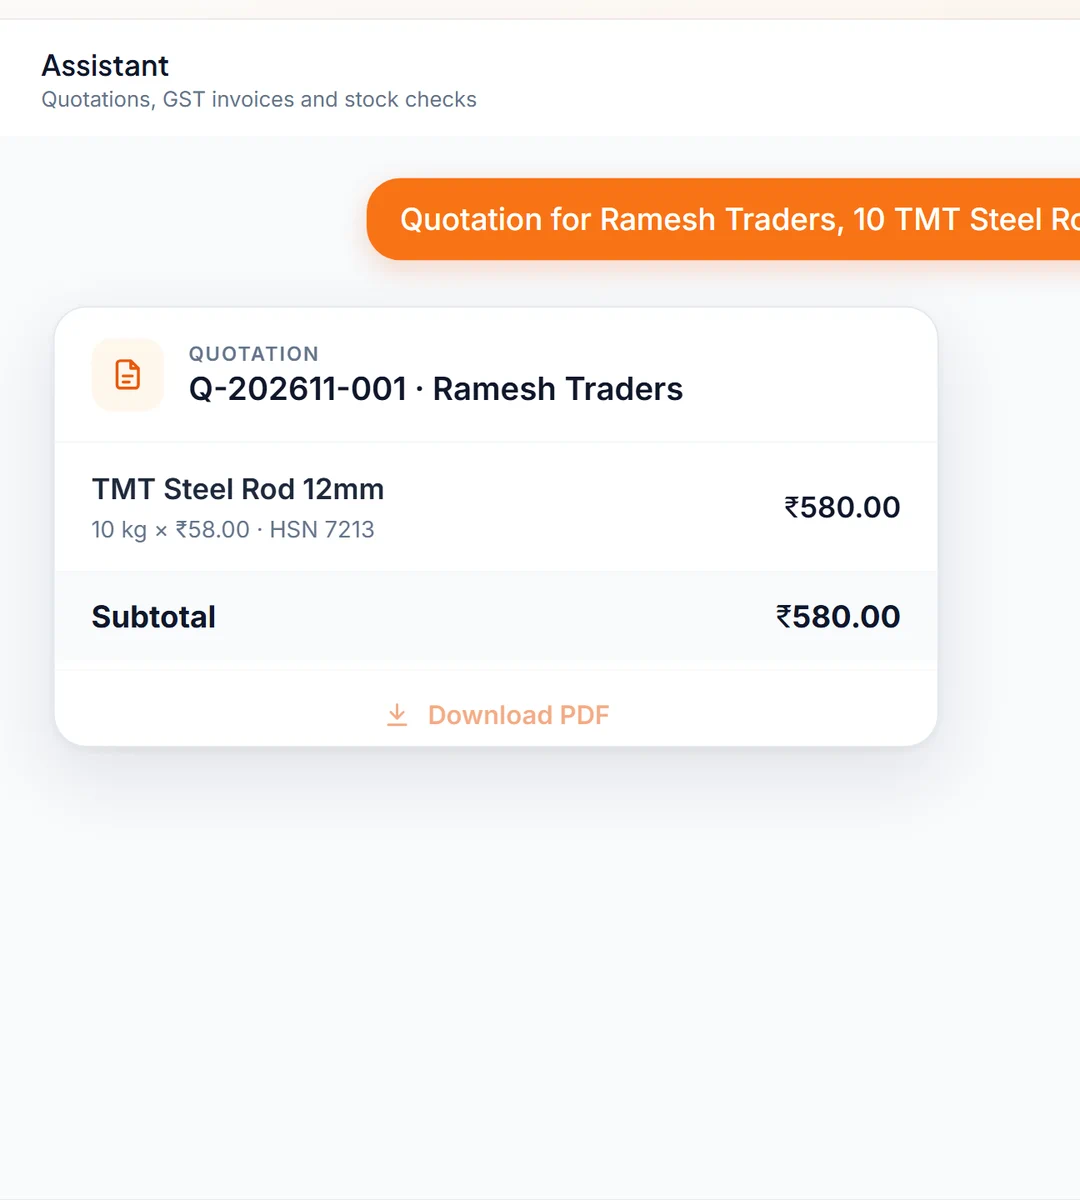 Assistant
Quotations, GST invoices and stock checks
Quotation for Ramesh Traders, 10 TMT Steel
QUOTATION
Q-202611-001 · Ramesh Traders
TMT Steel Rod 12mm
₹580.00
10 kg × ₹58.00 · HSN 7213
Subtotal
₹580.00
Download PDF